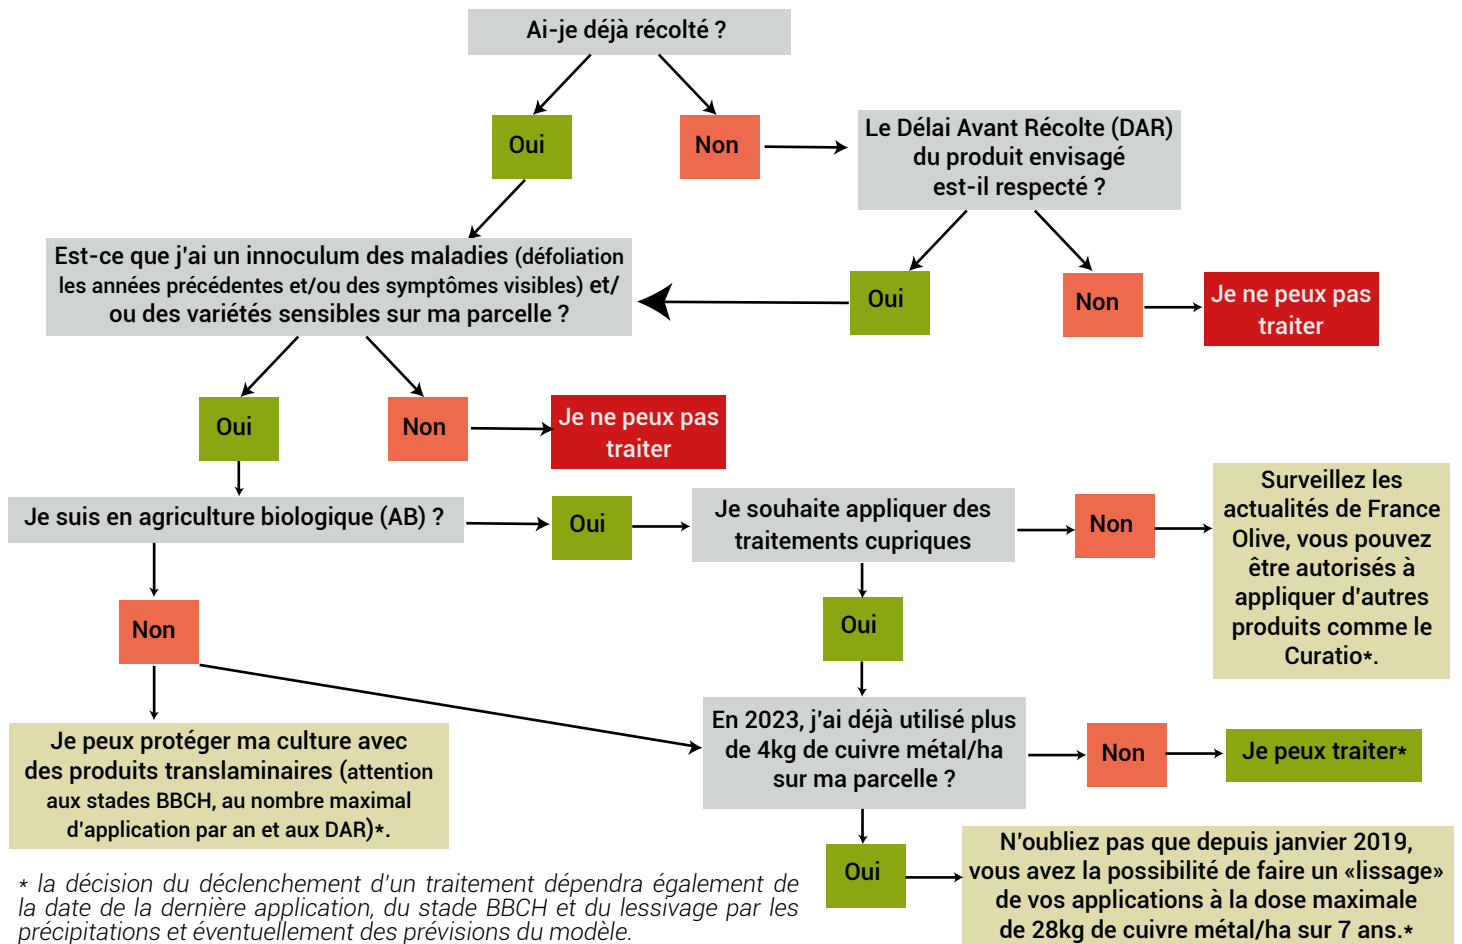 Ai-je déjà récolté ?
Oui
Non
Le Délai Avant Récolte (DAR)
du produit envisagé
est-il respecté ?
Est-ce que j'ai un innoculum des maladies (défoliation
les années précédentes et/ou des symptômes visibles) et/
ou des variétés sensibles sur ma parcelle ?
Oui
Non
Je ne peux pas
traiter
Oui
Non
Je ne peux pas
traiter
Je suis en agriculture biologique (AB) ?
Oui
Je souhaite appliquer des
traitements cupriques
Non
Surveillez les
actualités de France
Olive, vous pouvez
être autorisés à
appliquer d'autres
produits comme le
Curatio*.
Non
Oui
Je peux protéger ma culture avec
des produits translaminaires (attention
aux stades BBCH, au nombre maximal
d'application par an et aux DAR)*.
En 2023, j'ai déjà utilisé plus
de 4kg de cuivre métal/ha
sur ma parcelle ?
Non
Je peux traiter*
Oui
N'oubliez pas que depuis janvier 2019,
vous avez la possibilité de faire un «lissage»
de vos applications à la dose maximale
de 28kg de cuivre métal/ha sur 7 ans.*
* la décision du déclenchement d'un traitement dépendra également de
la date de la dernière application, du stade BBCH et du lessivage par les
précipitations et éventuellement des prévisions du modèle.